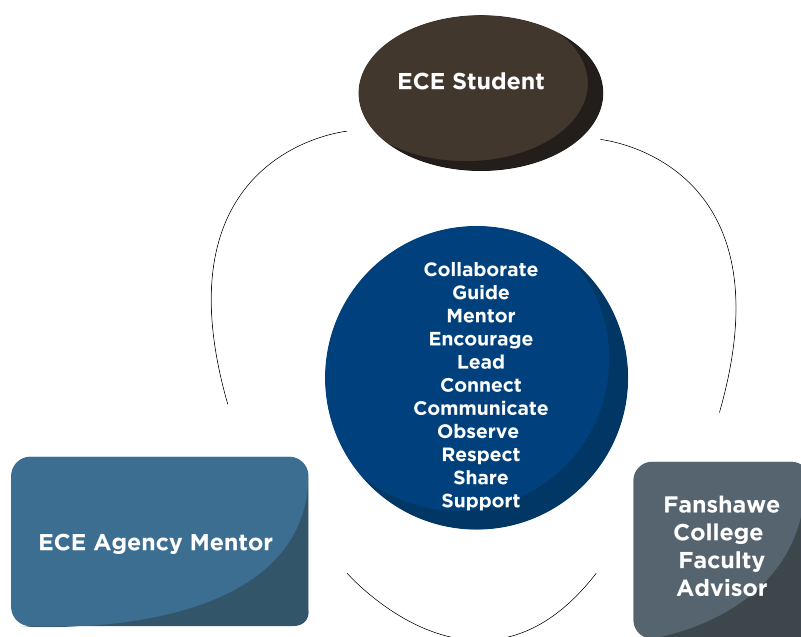 ECE Student
Collaborate
Guide
Mentor
Encourage
Lead
Connect
Communicate
Observe
Respect
Share
Support
ECE Agency Mentor
Fanshawe
College
Faculty
Advisor